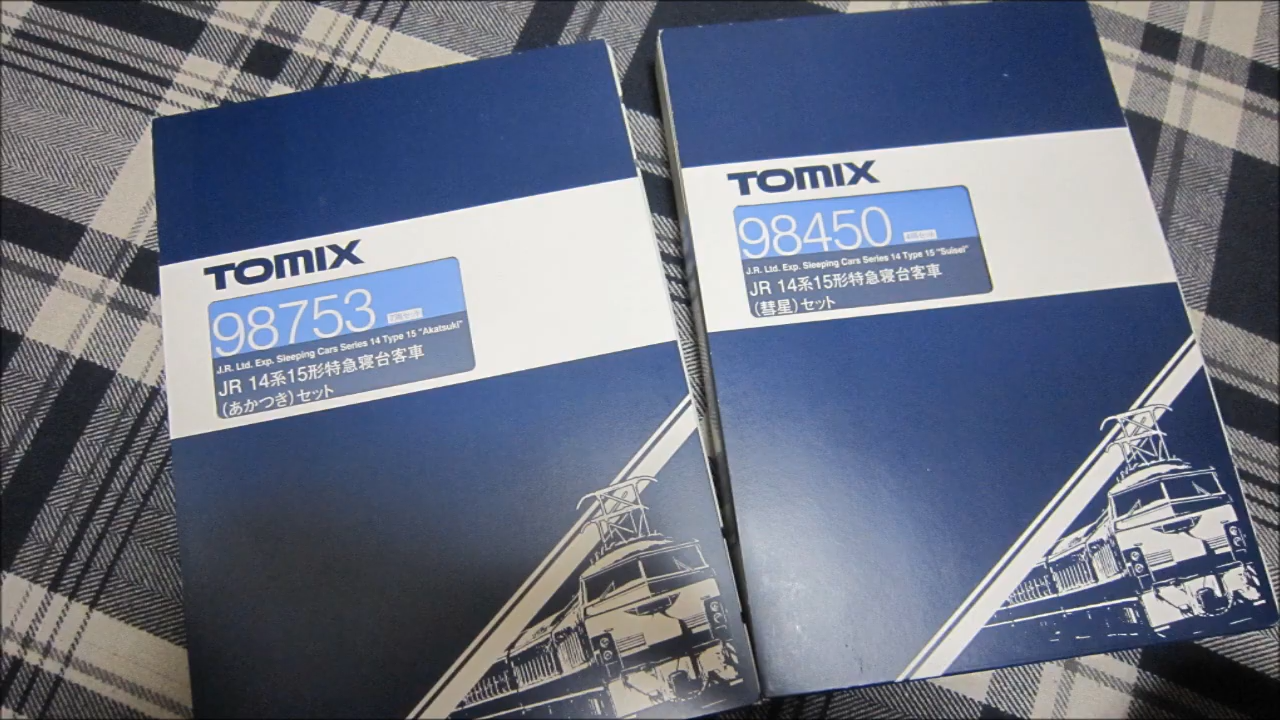 TOMIX
98753
J.R. Ltd. Exp. Sleeping Cars Series 14 Type 15 "Akatsuki"
JR 14系15形特急寝台客車
(あかつき)セット
TOMIX
98450
J.R. Ltd. Exp. Sleeping Cars Series 14 Type 15 "Suisei"
JR 14系15形特急寝台客車
(彗星)セット